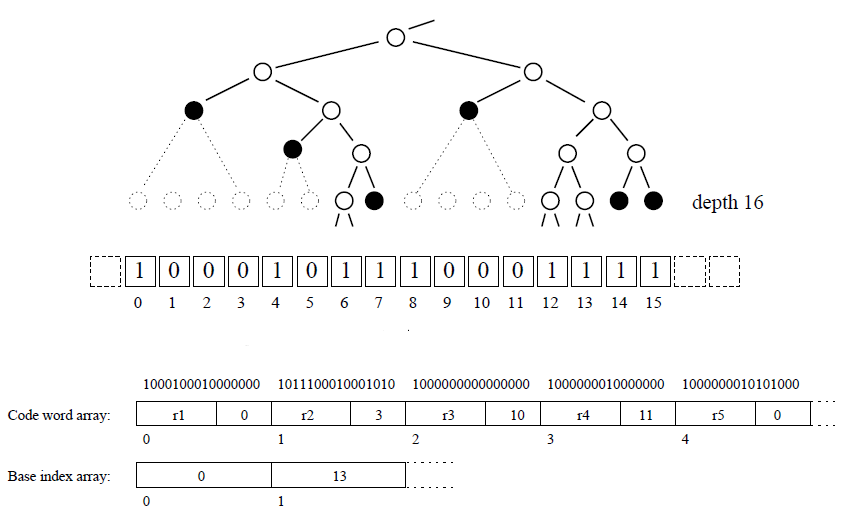 depth 16
1 0 0 0 1 0 1 1 1 0 0 0 1 1 1 1
0 1 2 3 4 5 6 7 8 9 10 11 12 13 14 15
1000100010000000 1011100010001010 1000000000000000 1000000010000000 1000000010101000
Code word array: r1 0 r2 3 r3 10 r4 11 r5 0
0 1 2 3 4
Base index array: 0 13
0 1